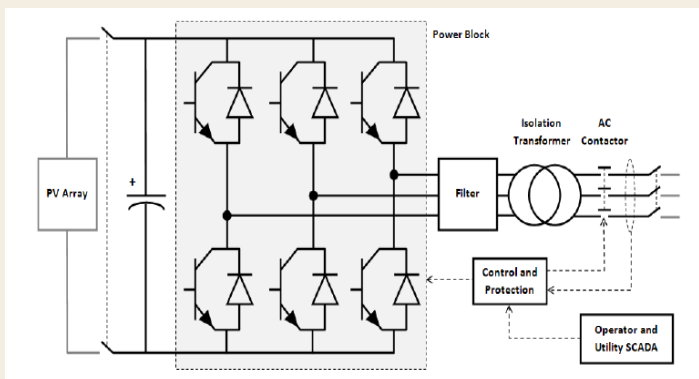 Power Block
Isolation
Transformer
AC
Contactor
PV Array
+
Filter
Control and
Protection
Operator and
Utility SCADA